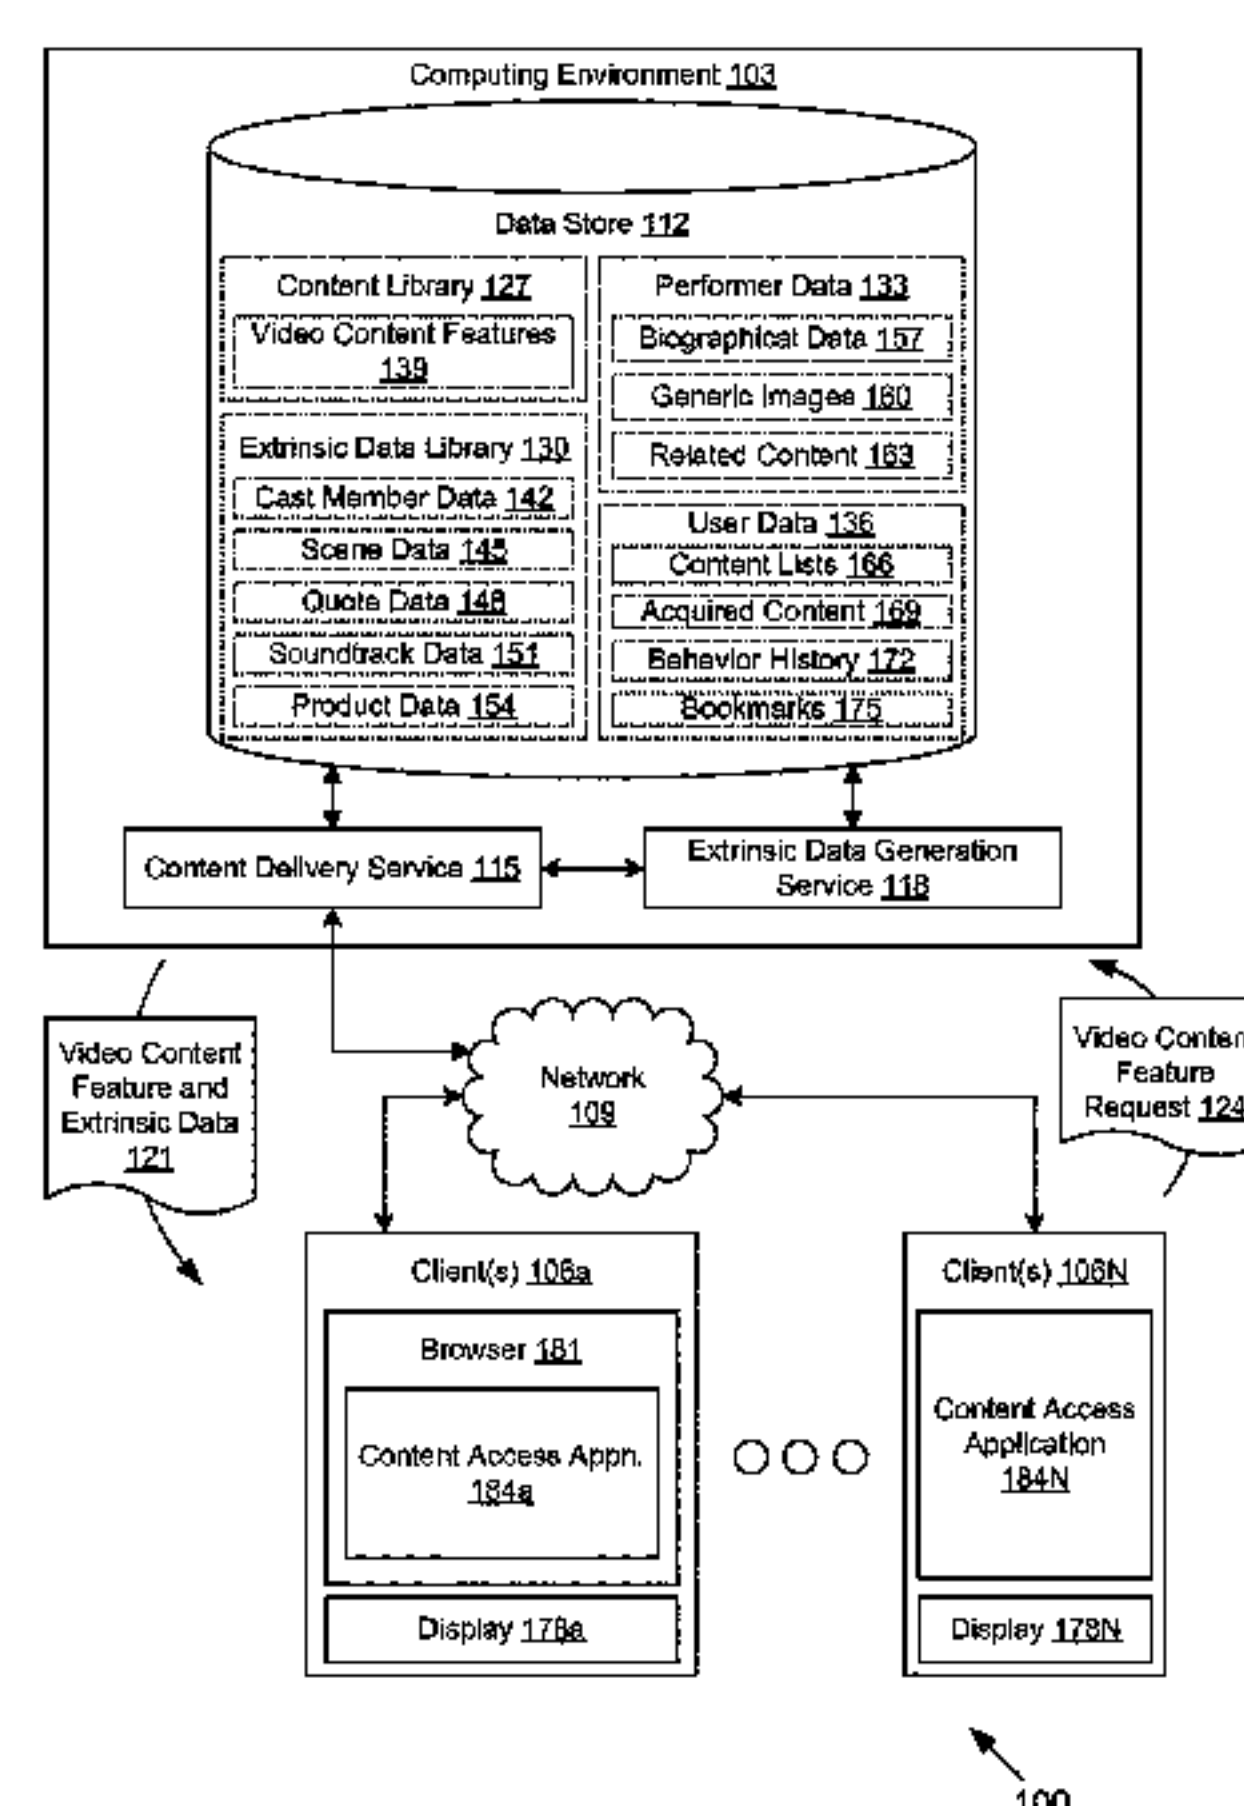 Computing Environment 103
Data Store 112
Content Library 127
Video Content Features
139
Extrinsic Data Library 130
Cast Member Data 142
Scene Data 145
Quote Data 148
Soundtrack Data 151
Product Data 154
Performer Data 133
Biographical Data 157
Generic Images 160
Related Content 163
User Data 136
Content Lists 166
Acquired Content 169
Behavior History 172
Bookmarks 175
Content Delivery Service 115
Extrinsic Data Generation
Service 118
Video Content
Feature and
Extrinsic Data
121
Network
109
Video Conten
Feature
Request 124
Client(s) 106a
Browser 181
Content Access Appn.
184a
Display 178a
Client(s) 106N
Content Access
Application
184N
Display 178N
100